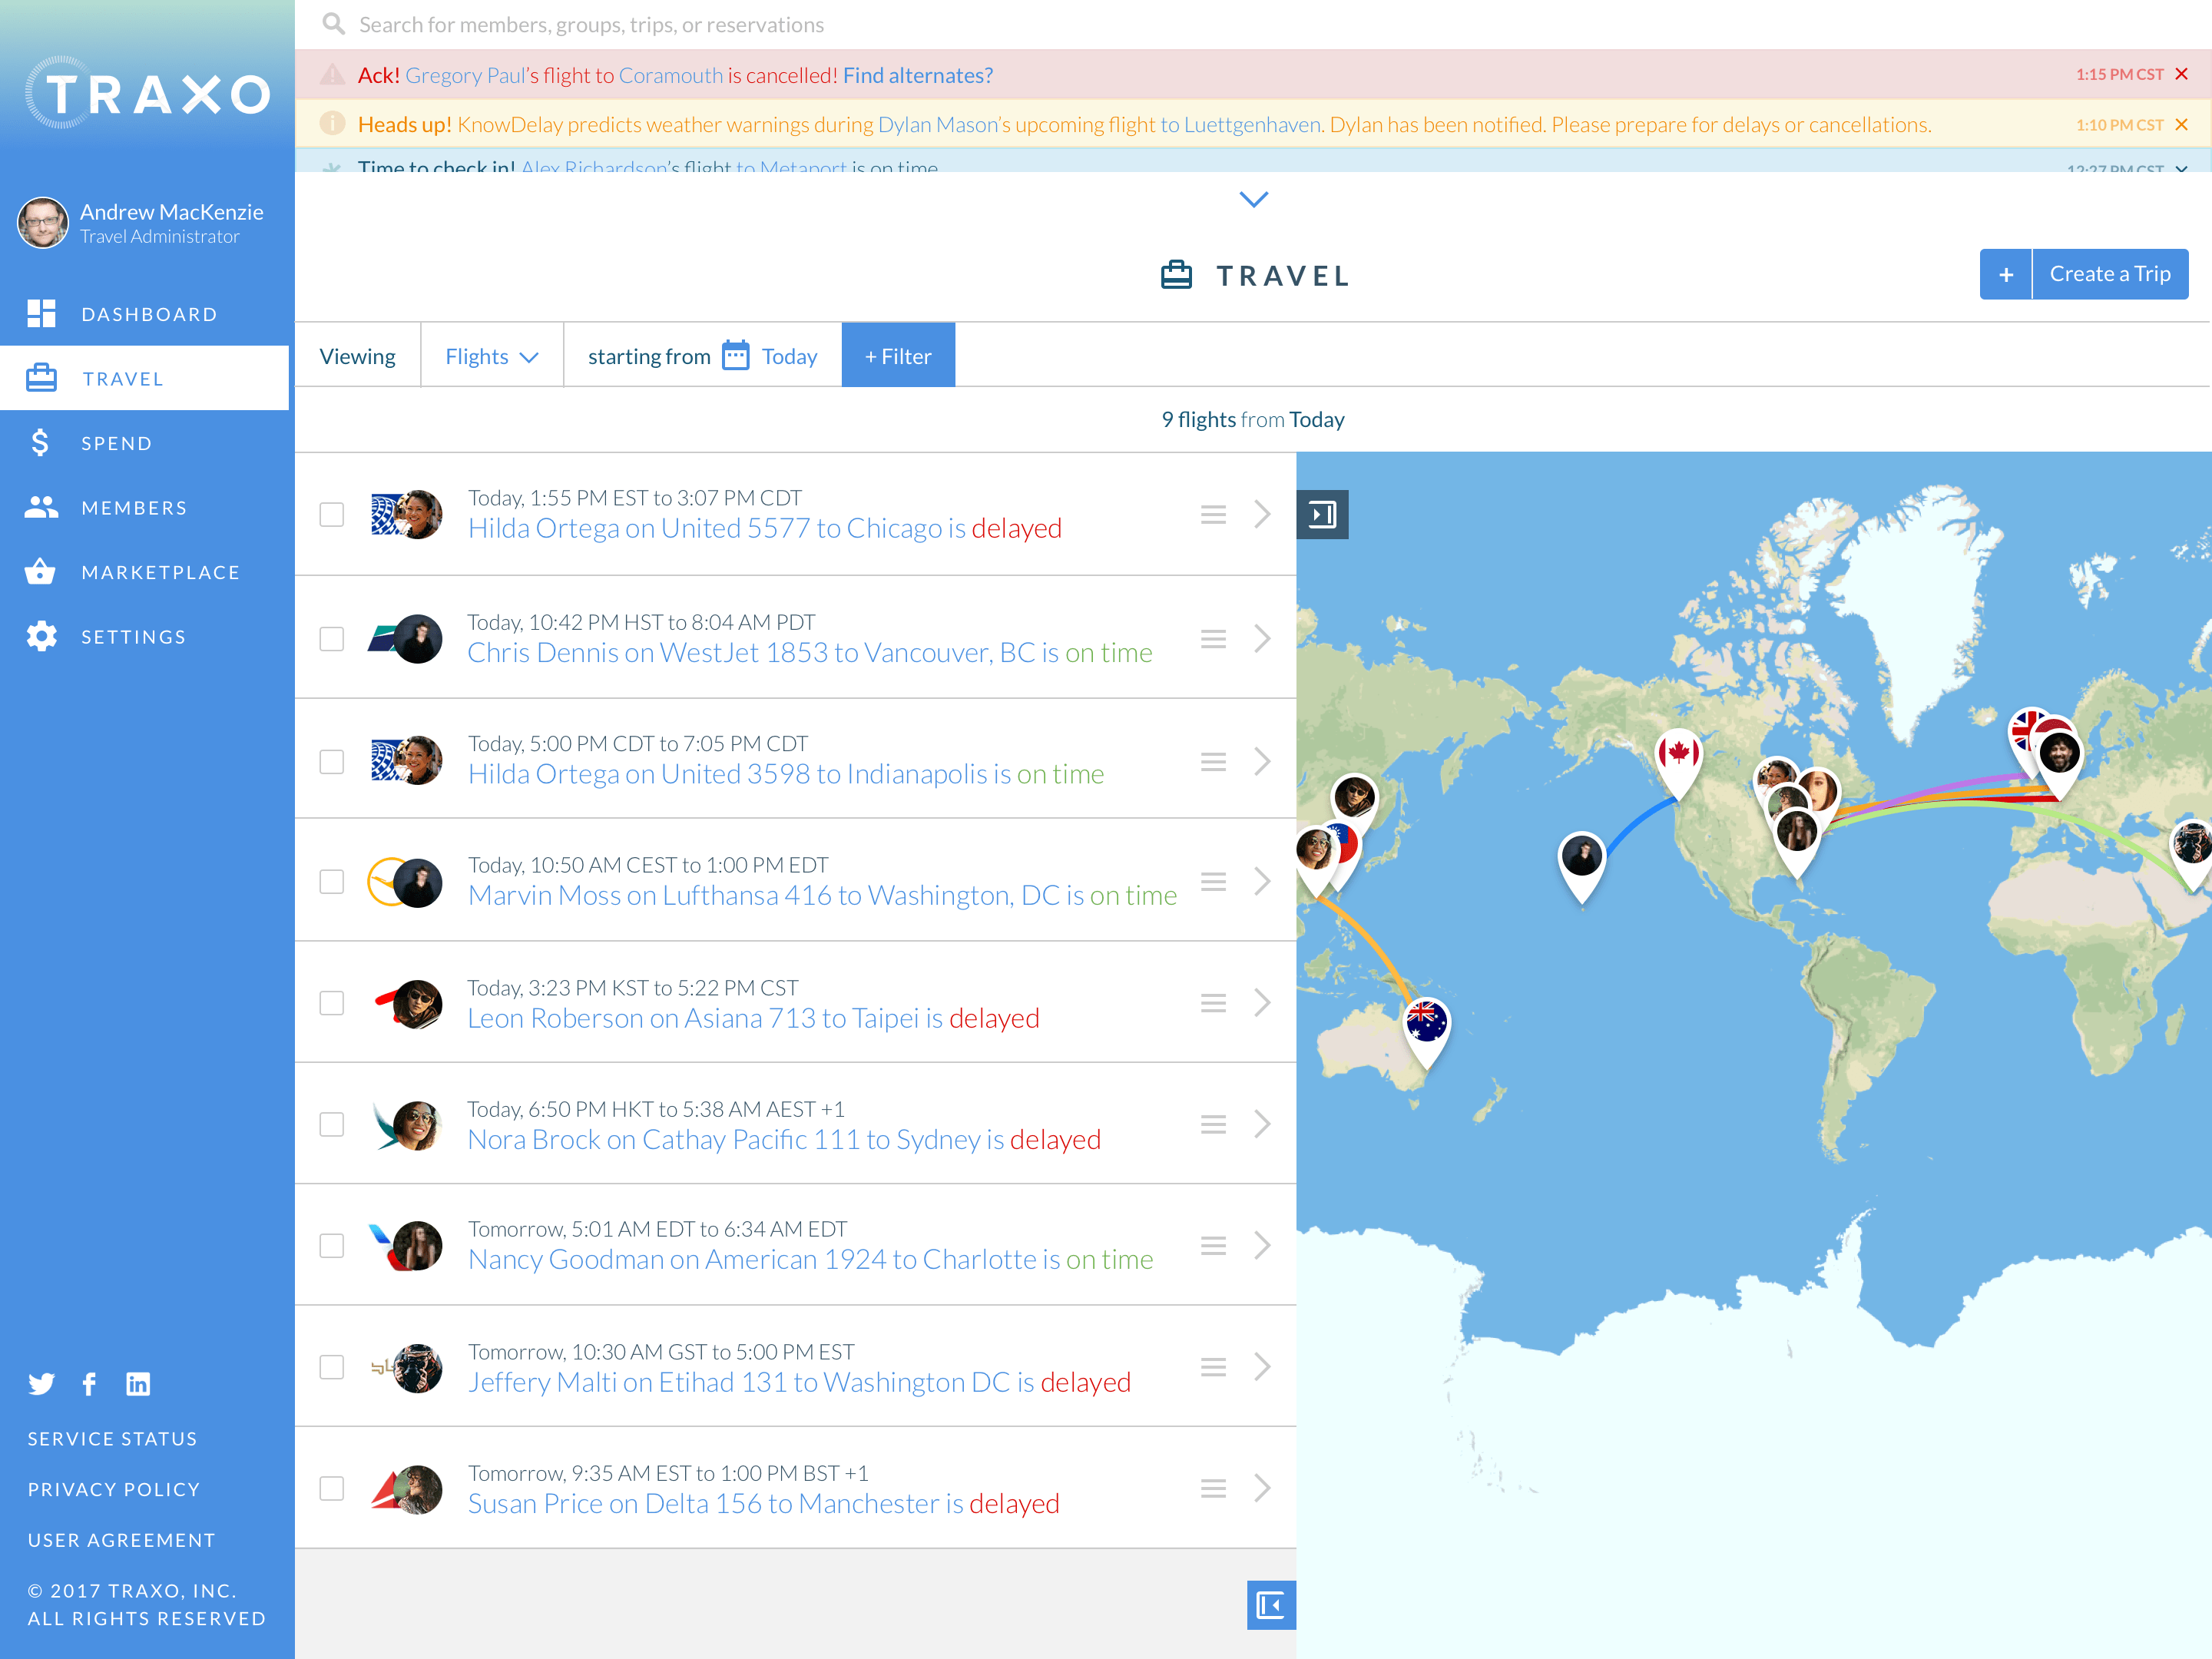 TRAXO
Andrew MacKenzie
Travel Administrator
DASHBOARD
TRAVEL
SPEND
MEMBERS
MARKETPLACE
SETTINGS
SERVICE STATUS
PRIVACY POLICY
USER AGREEMENT
© 2017 TRAXO, INC.
ALL RIGHTS RESERVED
Search for members, groups, trips, or reservations
Ack! Gregory Paul's flight to Coramouth is cancelled! Find alternates? 1:15 PM CST
Heads up! KnowDelay predicts weather warnings during Dylan Mason's upcoming flight to Luettgenhaven. Dylan has been notified. Please prepare for delays or cancellations. 1:10 PM CST
Time to check in! Alex Richardson's flight to Metaport is on time 12:27 PM CST
TRAVEL
+ Create a Trip
Viewing Flights starting from Today + Filter
9 flights from Today
Today, 1:55 PM EST to 3:07 PM CDT
Hilda Ortega on United 5577 to Chicago is delayed
Today, 10:42 PM HST to 8:04 AM PDT
Chris Dennis on WestJet 1853 to Vancouver, BC is on time
Today, 5:00 PM CDT to 7:05 PM CDT
Hilda Ortega on United 3598 to Indianapolis is on time
Today, 10:50 AM CEST to 1:00 PM EDT
Marvin Moss on Lufthansa 416 to Washington, DC is on time
Today, 3:23 PM KST to 5:22 PM CST
Leon Roberson on Asiana 713 to Taipei is delayed
Today, 6:50 PM HKT to 5:38 AM AEST +1
Nora Brock on Cathay Pacific 111 to Sydney is delayed
Tomorrow, 5:01 AM EDT to 6:34 AM EDT
Nancy Goodman on American 1924 to Charlotte is on time
Tomorrow, 10:30 AM GST to 5:00 PM EST
Jeffery Malti on Etihad 131 to Washington DC is delayed
Tomorrow, 9:35 AM EST to 1:00 PM BST +1
Susan Price on Delta 156 to Manchester is delayed